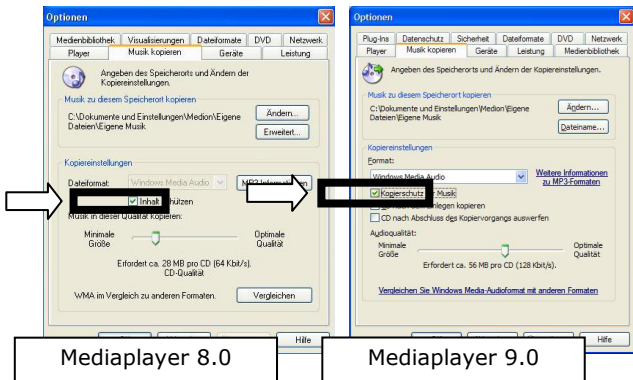 Optionen
Medienbibliothek Visualisierungen Dateiformate DVD Netzwerk
Player Musik kopieren Geräte Leistung
Angeben des Speicherorts und Ändern der
Kopiereinstellungen.
Musik zu diesem Speicherort kopieren
C:\Dokumente und Einstellungen\Medion\Eigene
Dateien\Eigene Musik
Ändern...
Erweitert...
Kopiereinstellungen
Dateiformat: Windows Media Audio MP3-Informationen
Inhalt schützen
Musik in dieser Qualität kopieren:
Minimale
Größe
Optimale
Qualität
Erfordert ca. 28 MB pro CD (64 Kbit/s).
CD-Qualität
WMA im Vergleich zu anderen Formaten. Vergleichen
Hilfe
Mediaplayer 8.0
Optionen
Plug-Ins Datenschutz Sicherheit Dateiformate DVD Netzwerk
Player Musik kopieren Geräte Leistung Medienbibliothek
Angeben des Speicherorts und Ändern der Kopiereinstellungen.
Musik zu diesem Speicherort kopieren
C:\Dokumente und Einstellungen\Medion\Eigene
Dateien\Eigene Musik
Ändern...
Dateiname...
Kopiereinstellungen
Format:
Windows Media Audio
Weitere Informationen
zu MP3-Formaten
Kopierschutz für Musik
kopieren
CD nach Abschluss des Kopiervorgangs auswerfen
Audioqualität:
Minimale
Größe
Optimale
Qualität
Erfordert ca. 56 MB pro CD (128 Kbit/s).
Vergleichen Sie Windows Media-Audioformat mit anderen Formaten
Hilfe
Mediaplayer 9.0